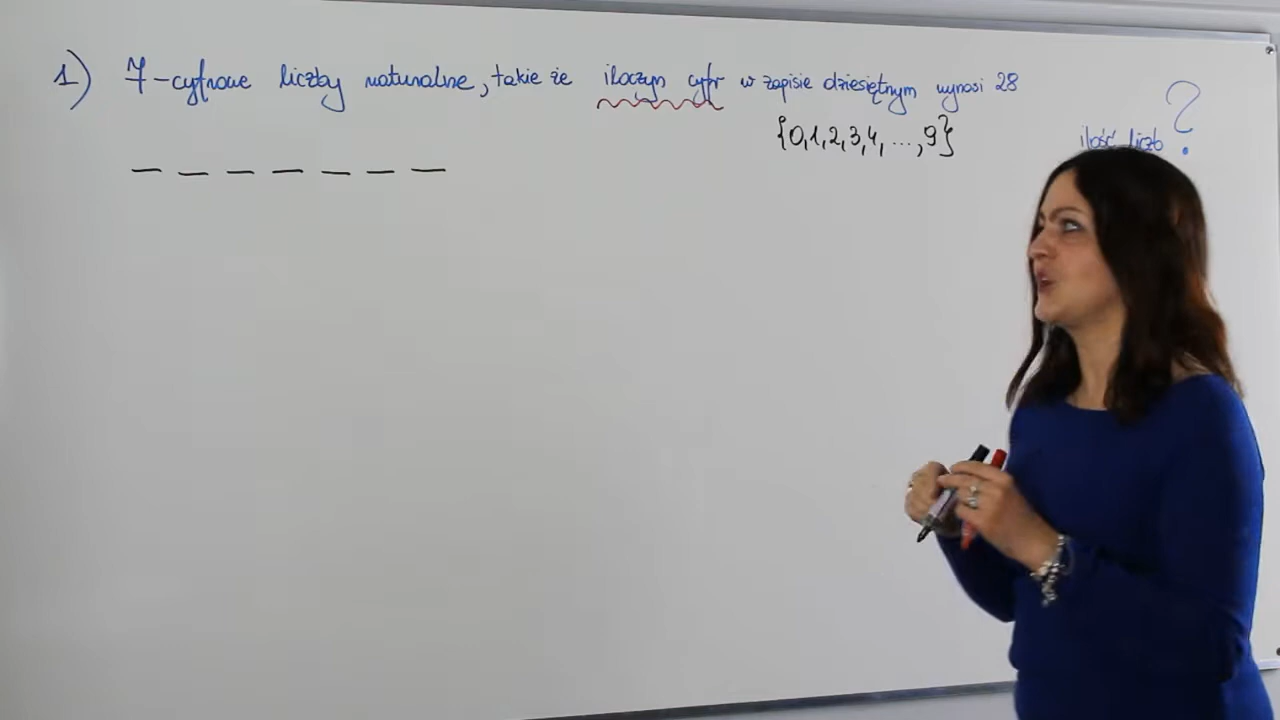 1) 7-cyfrowe liczby naturalne, takie że iloczyn cyfr w zapisie dziesiętnym wynosi 28
{0,1,2,3,4,...,9}
ilość liczb ?